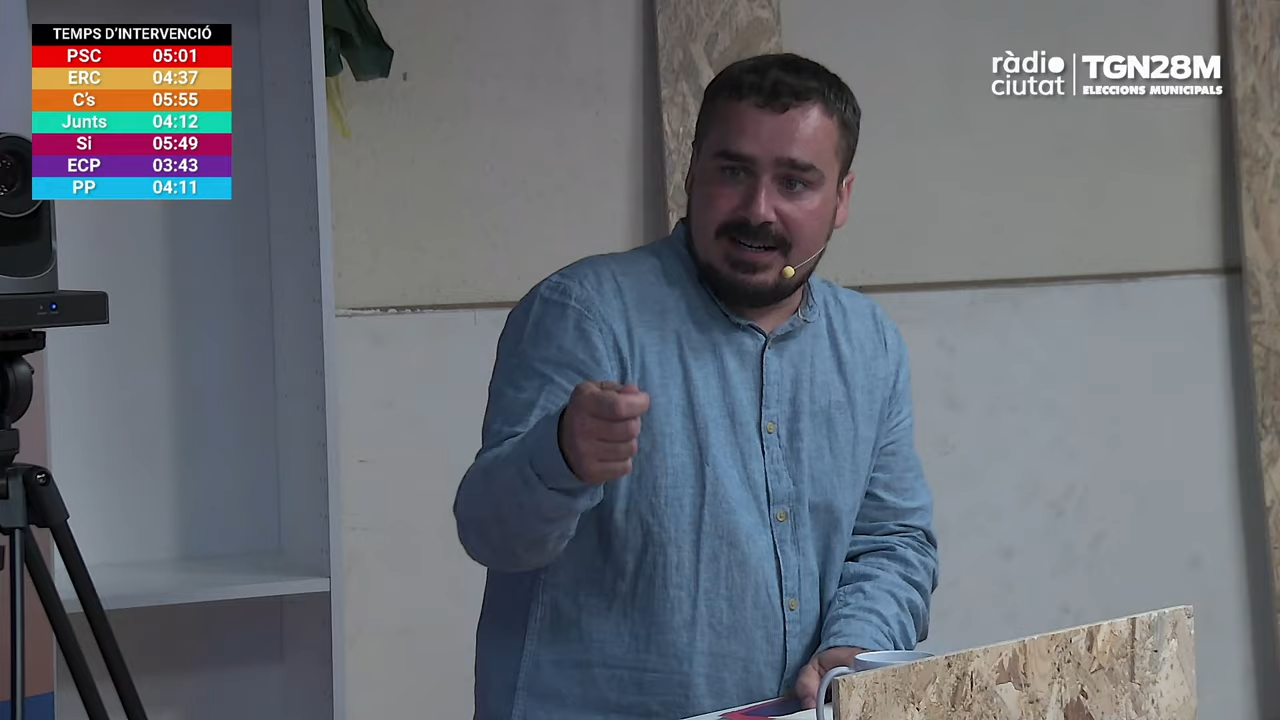 TEMPS D'INTERVENCIÓ
PSC 05:01
ERC 04:37
C's 05:55
Junts 04:12
Si 05:49
ECP 03:43
PP 04:11
ràdio
ciutat
TGN28M
ELECCIONS MUNICIPALS